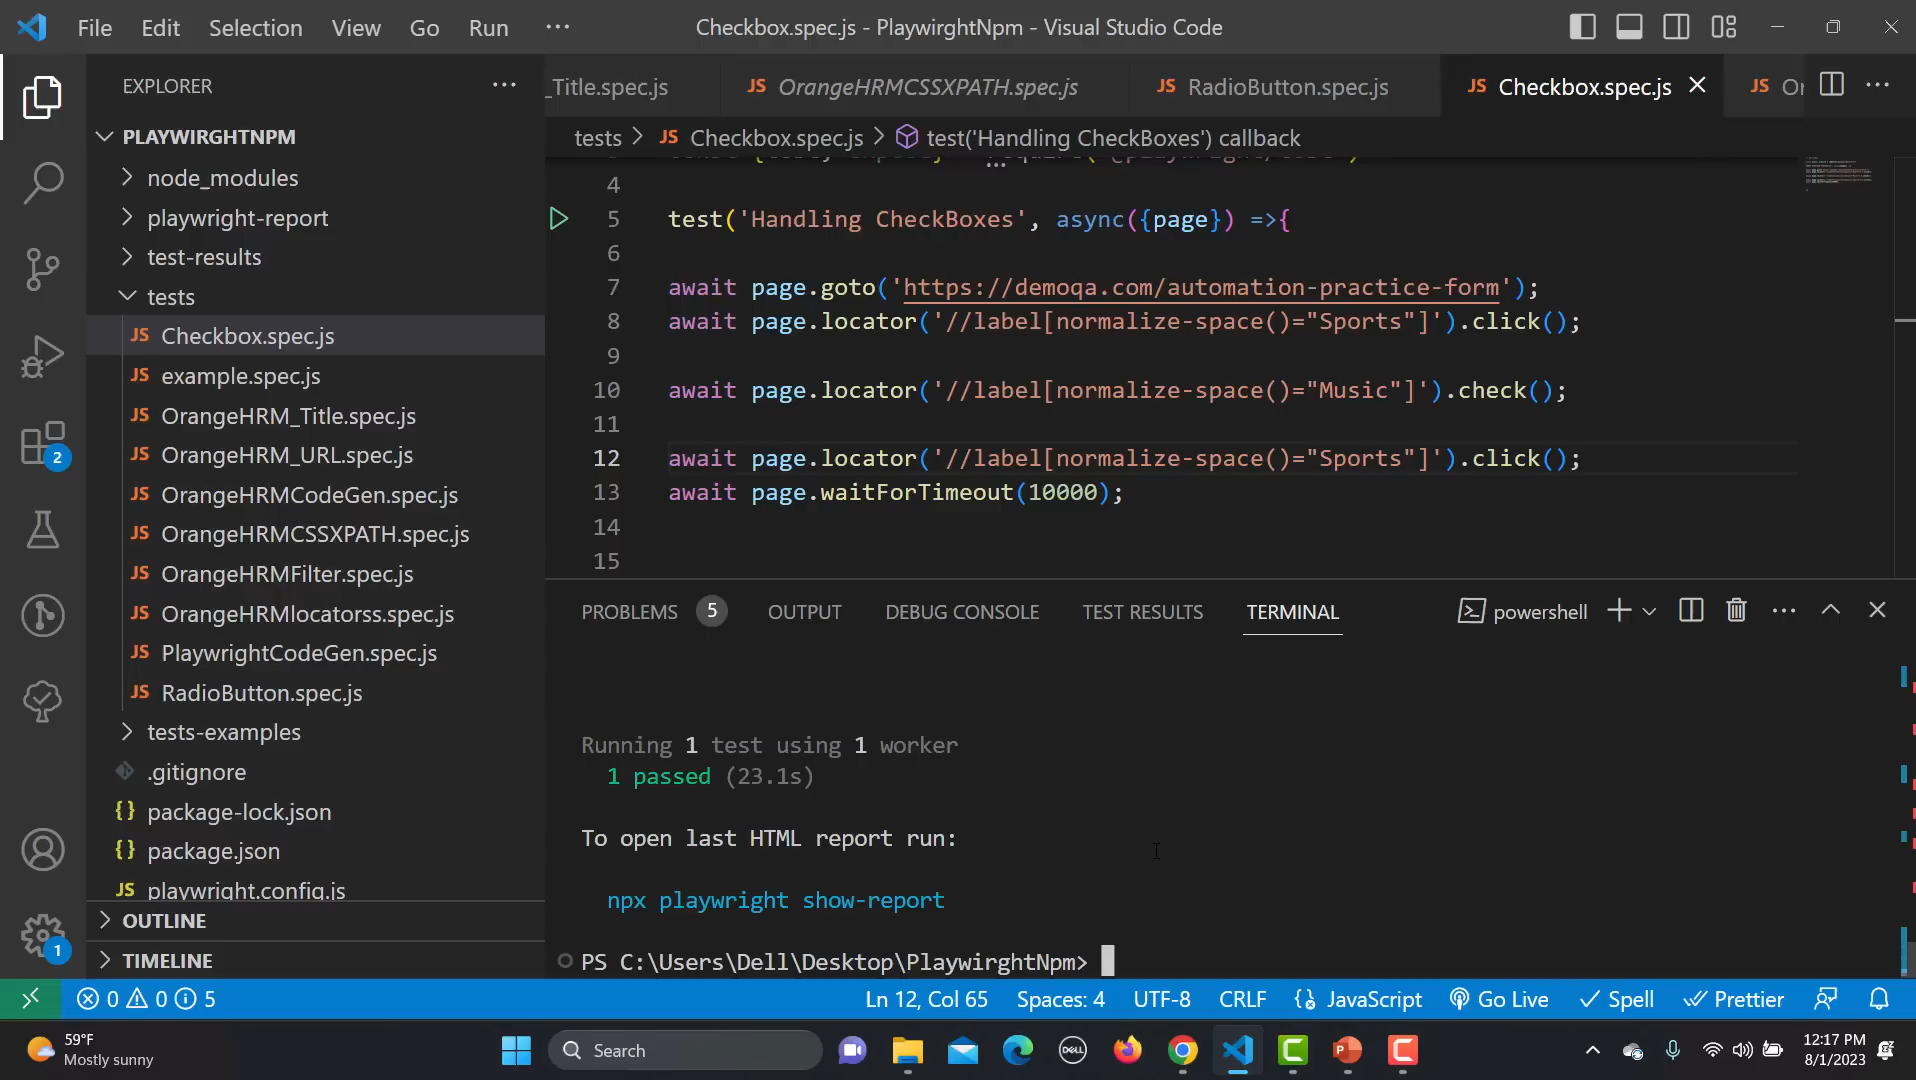 File Edit Selection View Go Run ··· Checkbox.spec.js - PlaywirghtNpm - Visual Studio Code
EXPLORER ···
_Title.spec.js JS OrangeHRMCSSXPATH.spec.js JS RadioButton.spec.js JS Checkbox.spec.js JS Or ···
tests > JS Checkbox.spec.js > test('Handling CheckBoxes') callback
PLAYWIRGHTNPM
node_modules
playwright-report
test-results
tests
JS Checkbox.spec.js
JS example.spec.js
JS OrangeHRM_Title.spec.js
JS OrangeHRM_URL.spec.js
JS OrangeHRMCodeGen.spec.js
JS OrangeHRMCSSXPATH.spec.js
JS OrangeHRMFilter.spec.js
JS OrangeHRMlocatorss.spec.js
JS PlaywrightCodeGen.spec.js
JS RadioButton.spec.js
tests-examples
.gitignore
{} package-lock.json
{} package.json
JS playwright.config.js
OUTLINE
TIMELINE
2
1
4
5 test('Handling CheckBoxes', async({page}) =>{
6
7 await page.goto('https://demoqa.com/automation-practice-form');
8 await page.locator('//label[normalize-space()="Sports"]').click();
9
10 await page.locator('//label[normalize-space()="Music"]').check();
11
12 await page.locator('//label[normalize-space()="Sports"]').click();
13 await page.waitForTimeout(10000);
14
15
PROBLEMS 5 OUTPUT DEBUG CONSOLE TEST RESULTS TERMINAL powershell ···
Running 1 test using 1 worker
1 passed (23.1s)
To open last HTML report run:
npx playwright show-report
PS C:\Users\Dell\Desktop\PlaywirghtNpm>
0 0 5 Ln 12, Col 65 Spaces: 4 UTF-8 CRLF {} JavaScript Go Live Spell Prettier
59°F
Mostly sunny
Search
DELL
12:17 PM
8/1/2023